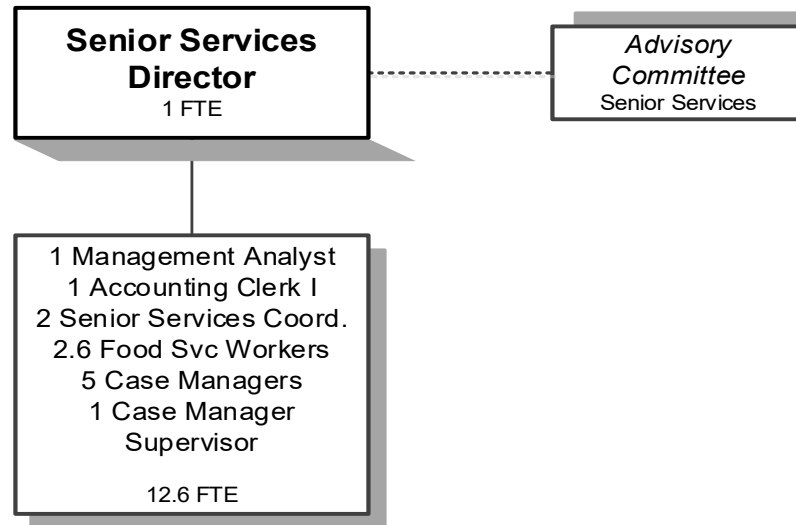 Senior Services
Director
1 FTE
Advisory
Committee
Senior Services
1 Management Analyst
1 Accounting Clerk I
2 Senior Services Coord.
2.6 Food Svc Workers
5 Case Managers
1 Case Manager
Supervisor
12.6 FTE